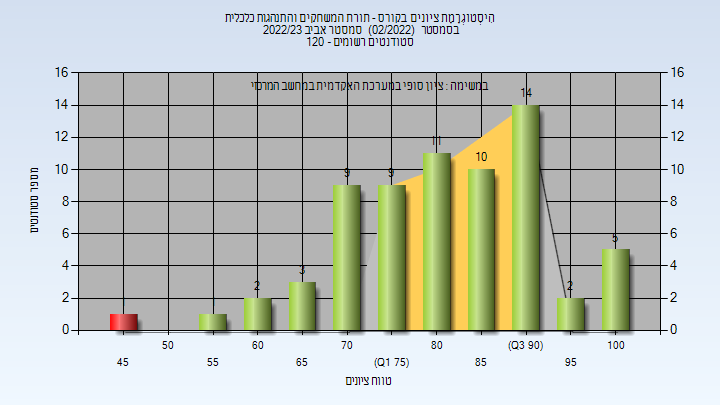 הִיסְטוֹגְרָמַת ציונים בקורס - תורת המשחקים והתנהגות כלכלית
בסמסטר (02/2022) סמסטר אביב 2022/23
סטודנטים רשומים - 120
במשימה : ציון סופי במערכת האקדמית במחשב המרכזי
מספר סטודנטים
16 16
14 14
12 12
10 10
8 8
6 6
4 4
2 2
0 0
2 3 9 9 11 10 14 2 5
50 60 70 80 (Q3 90) 100
45 55 65 (Q1 75) 85 95
טווח ציונים